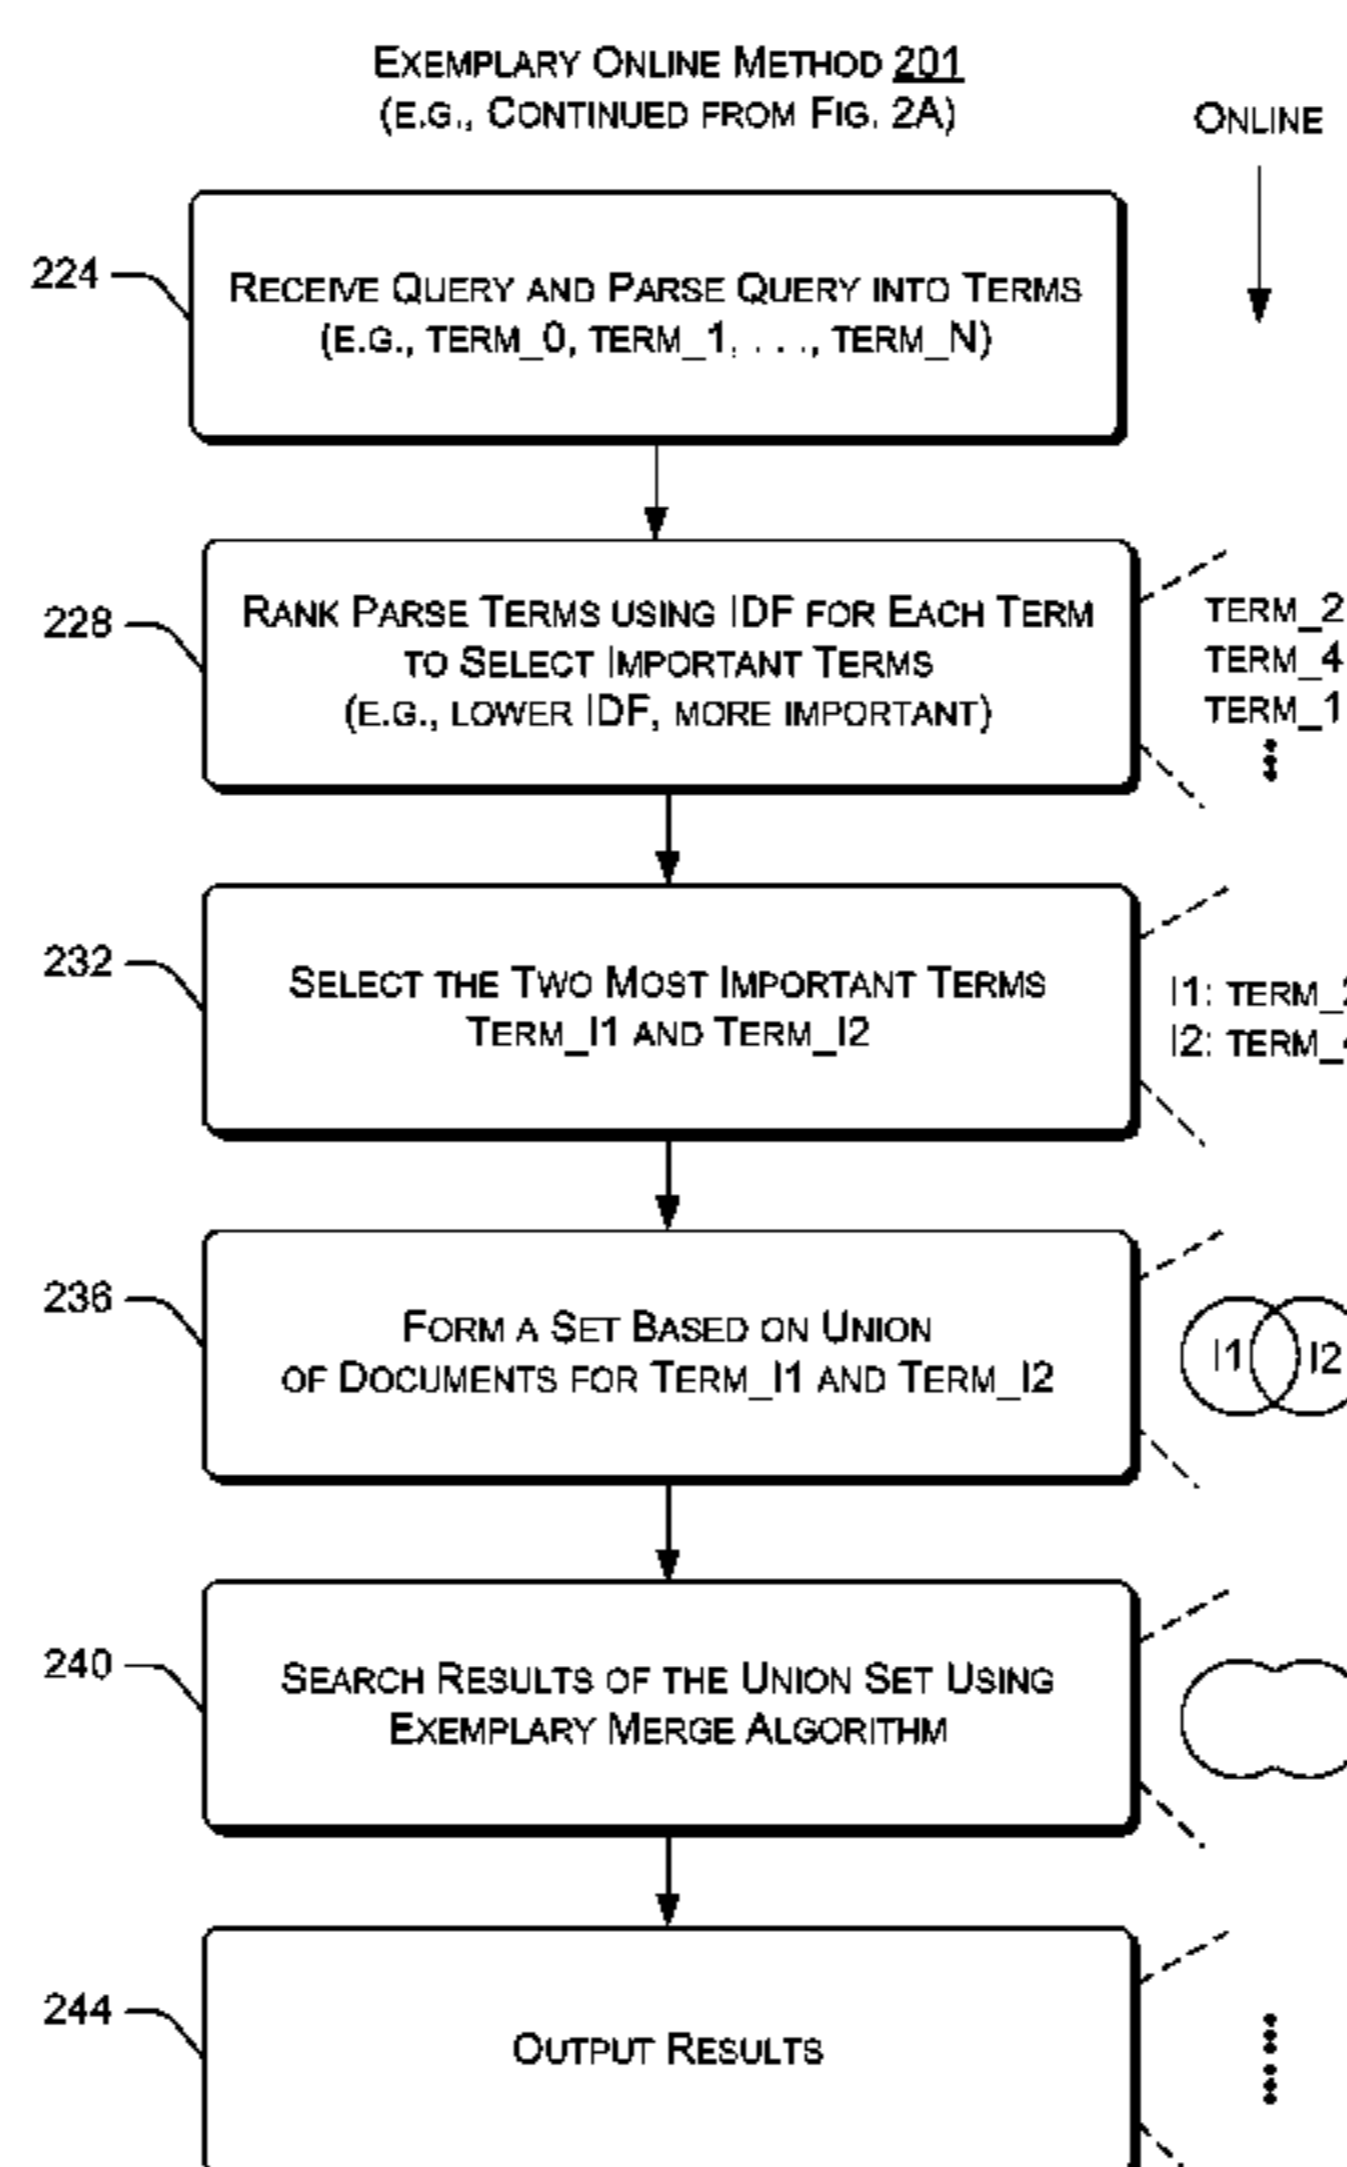 EXEMPLARY ONLINE METHOD 201
(E.G., CONTINUED FROM FIG. 2A)
ONLINE
224
RECEIVE QUERY AND PARSE QUERY INTO TERMS
(E.G., TERM_0, TERM_1, . . ., TERM_N)
228
RANK PARSE TERMS USING IDF FOR EACH TERM
TO SELECT IMPORTANT TERMS
(E.G., LOWER IDF, MORE IMPORTANT)
TERM_2
TERM_4
TERM_1
232
SELECT THE TWO MOST IMPORTANT TERMS
TERM_I1 AND TERM_I2
I1: TERM_2
I2: TERM_4
236
FORM A SET BASED ON UNION
OF DOCUMENTS FOR TERM_I1 AND TERM_I2
I1 I2
240
SEARCH RESULTS OF THE UNION SET USING
EXEMPLARY MERGE ALGORITHM
244
OUTPUT RESULTS